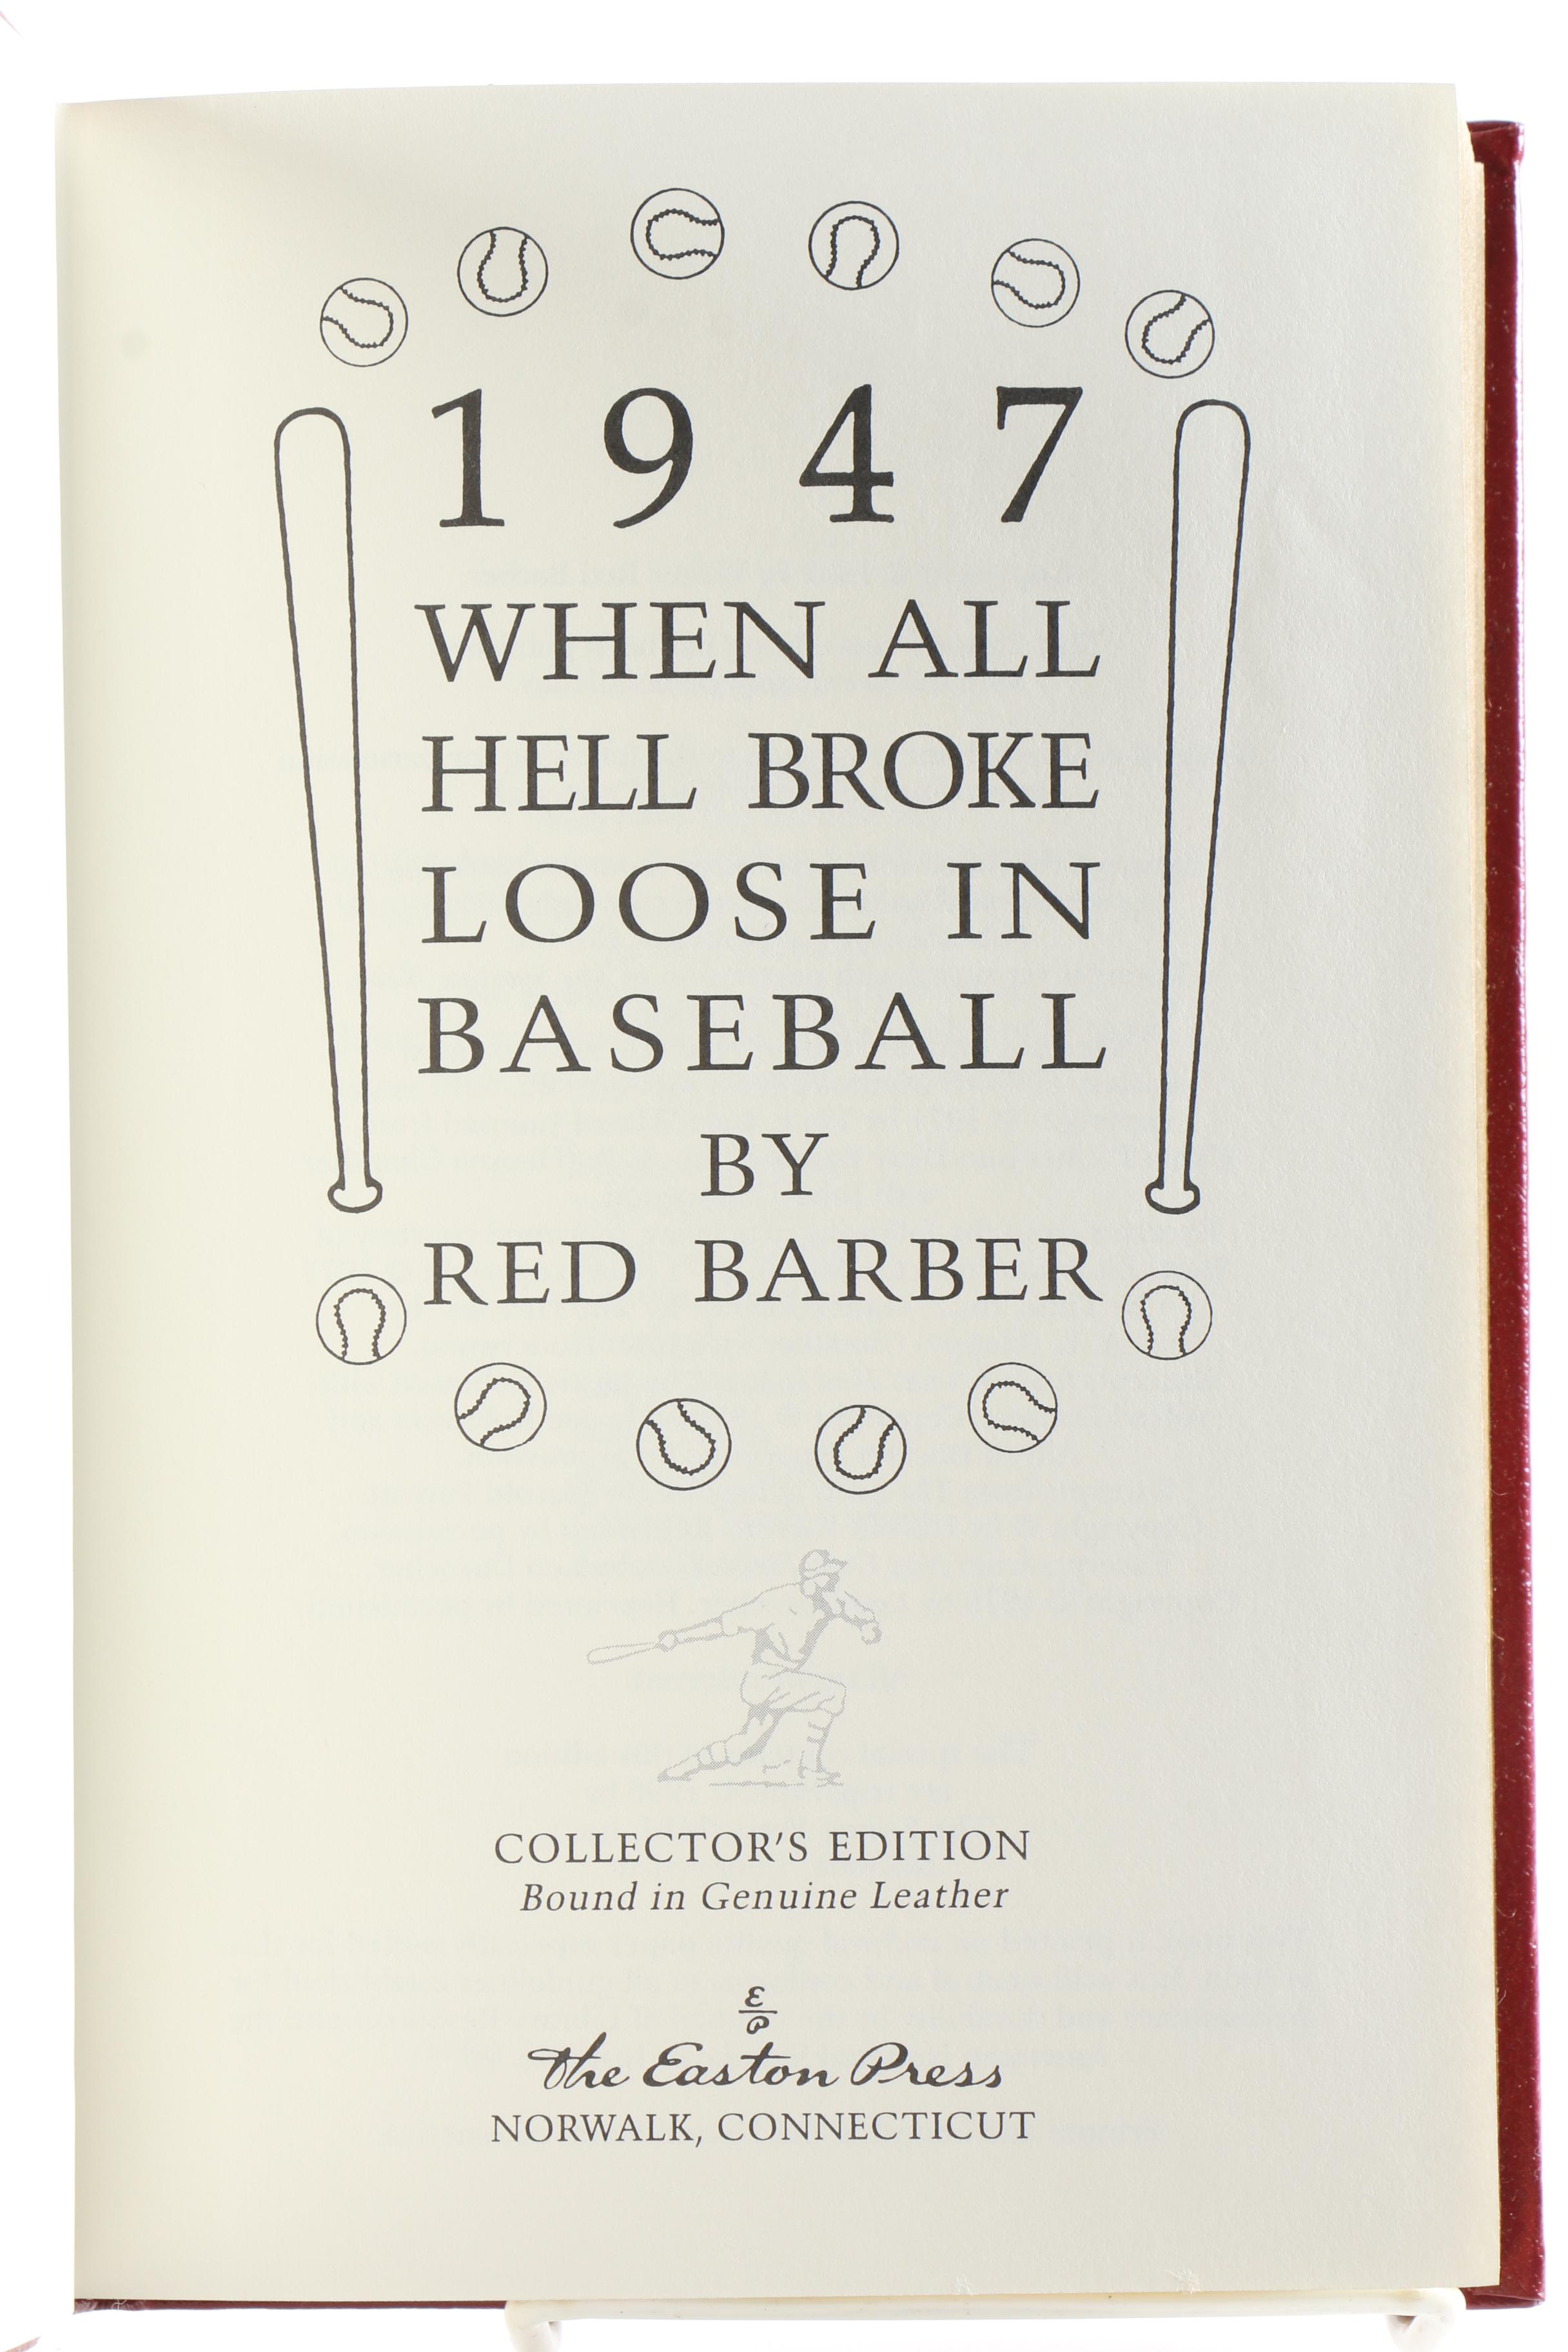 1947
WHEN ALL
HELL BROKE
LOOSE IN
BASEBALL
BY
RED BARBER
COLLECTOR'S EDITION
Bound in Genuine Leather
E
P
The Easton Press
NORWALK, CONNECTICUT